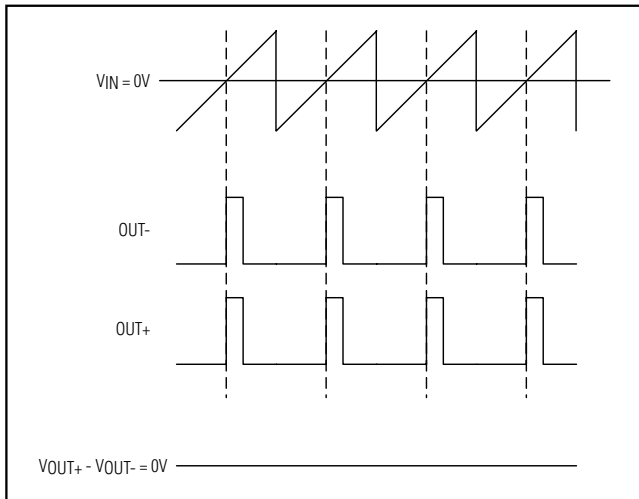 VIN = 0V
OUT-
OUT+
VOUT+ - VOUT- = 0V